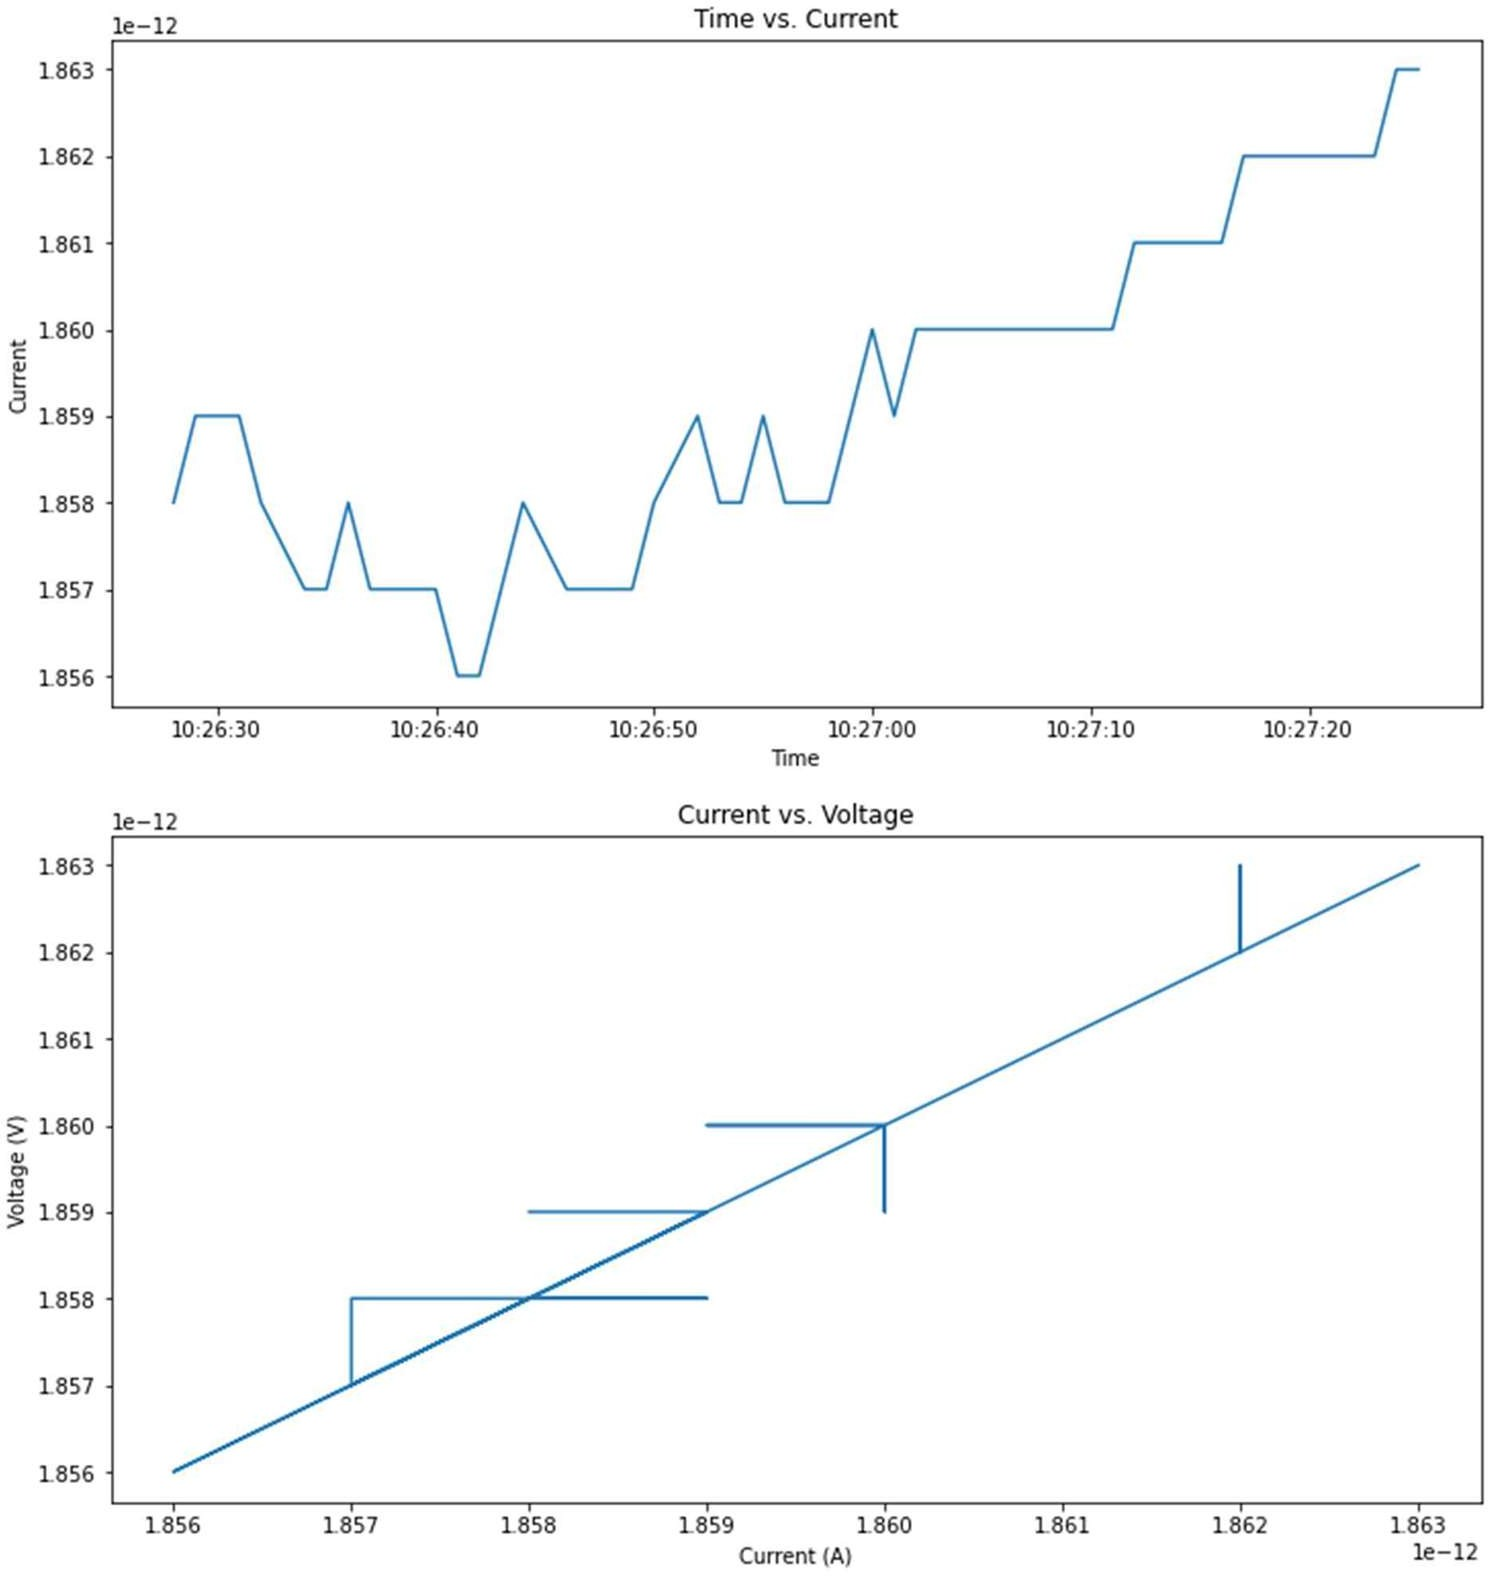 Time vs. Current
1e−12
1.863
1.862
1.861
1.860
1.859
1.858
1.857
1.856
Current
10:26:30 10:26:40 10:26:50 10:27:00 10:27:10 10:27:20
Time
Current vs. Voltage
1e−12
1.863
1.862
1.861
1.860
1.859
1.858
1.857
1.856
Voltage (V)
1.856 1.857 1.858 1.859 1.860 1.861 1.862 1.863
1e−12
Current (A)